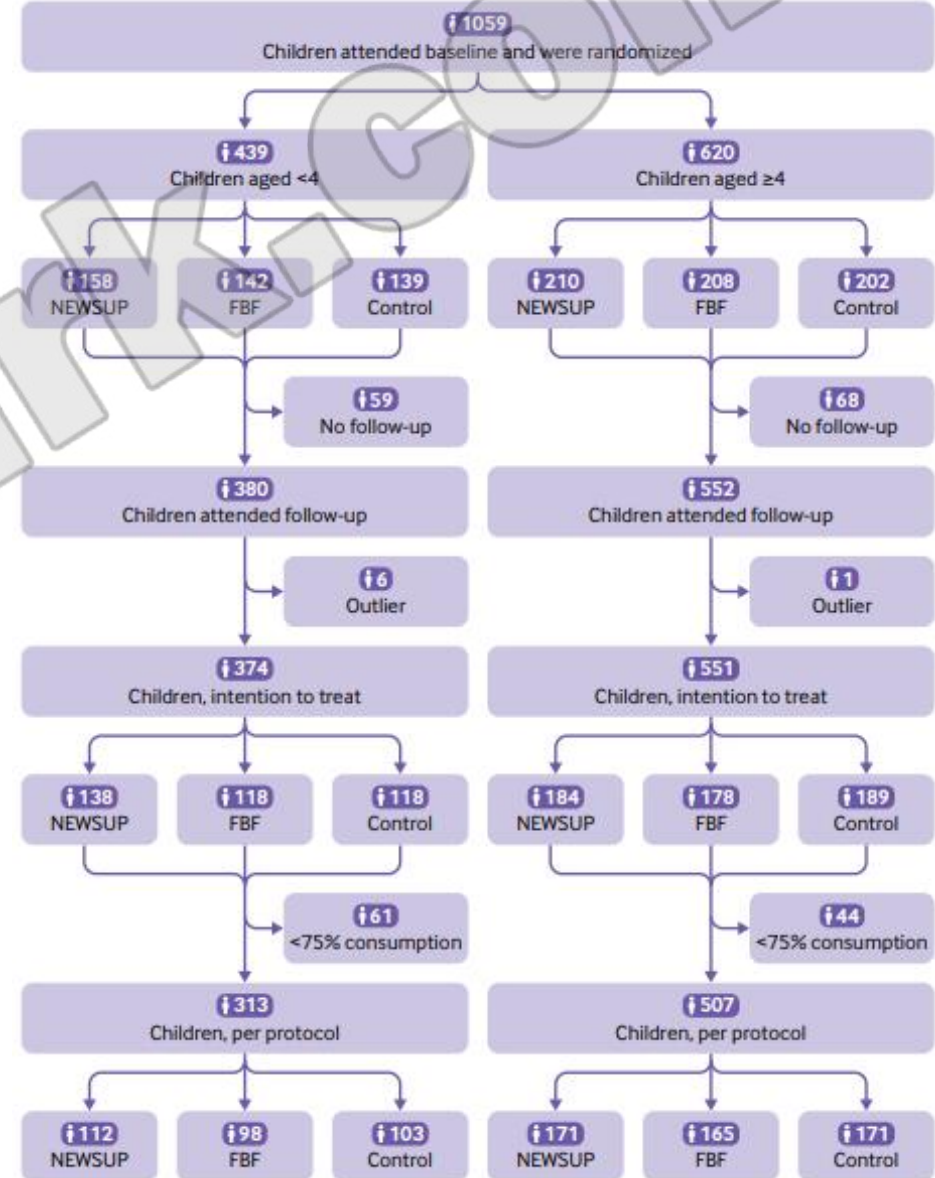 1059
Children attended baseline and were randomized
439
Children aged <4
620
Children aged ≥4
158
NEWSUP
142
FBF
139
Control
210
NEWSUP
208
FBF
202
Control
59
No follow-up
68
No follow-up
380
Children attended follow-up
552
Children attended follow-up
6
Outlier
1
Outlier
374
Children, intention to treat
551
Children, intention to treat
138
NEWSUP
118
FBF
118
Control
184
NEWSUP
178
FBF
189
Control
61
<75% consumption
44
<75% consumption
313
Children, per protocol
507
Children, per protocol
112
NEWSUP
98
FBF
103
Control
171
NEWSUP
165
FBF
171
Control